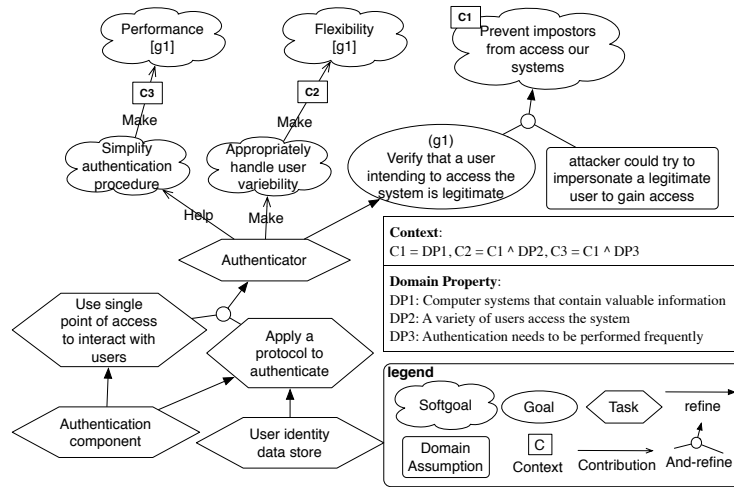 Performance
[g1]
Flexibility
[g1]
C1
Prevent impostors
from access our
systems
C3
C2
Make
Make
Simplify
authentication
procedure
Appropriately
handle user
varibility
(g1)
Verify that a user
intending to access the
system is legitimate
attacker could try to
impersonate a legitimate
user to gain access
Help
Make
Authenticator
Context:
C1 = DP1, C2 = C1 ^ DP2, C3 = C1 ^ DP3
Domain Property:
DP1: Computer systems that contain valuable information
DP2: A variety of users access the system
DP3: Authentication needs to be performed frequently
Use single
point of access
to interact with
users
Apply a
protocol to
authenticate
Authentication
component
User identity
data store
legend
Softgoal
Goal
Task
refine
Domain
Assumption
C
Context
Contribution
And-refine